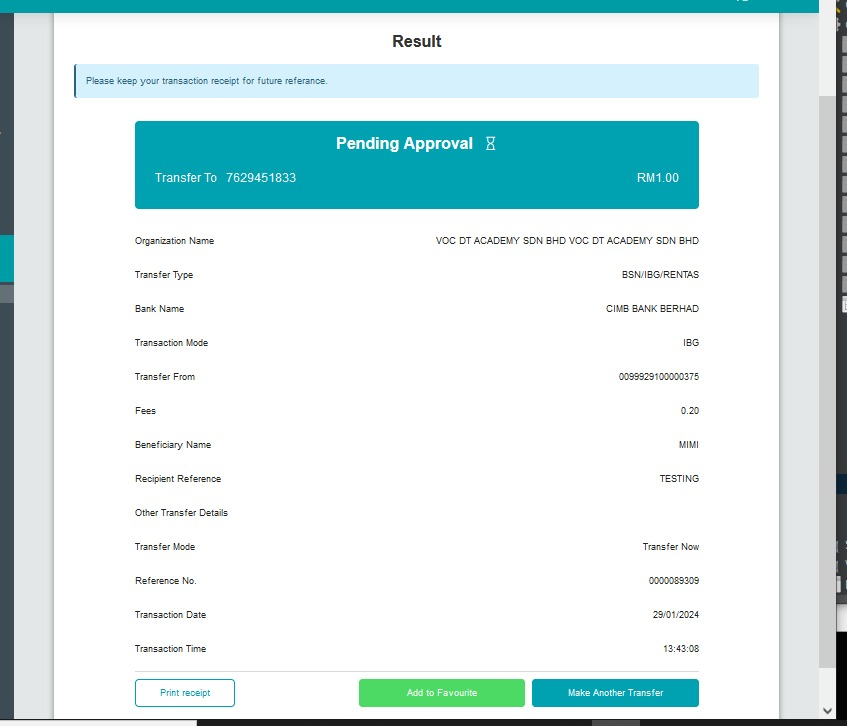 Result
Please keep your transaction receipt for future referance.
Pending Approval
Transfer To 7629451833 RM1.00
Organization Name VOC DT ACADEMY SDN BHD VOC DT ACADEMY SDN BHD
Transfer Type BSN/IBG/RENTAS
Bank Name CIMB BANK BERHAD
Transaction Mode IBG
Transfer From 0099929100000375
Fees 0.20
Beneficiary Name MIMI
Recipient Reference TESTING
Other Transfer Details
Transfer Mode Transfer Now
Reference No. 0000089309
Transaction Date 29/01/2024
Transaction Time 13:43:08
Print receipt Add to Favourite Make Another Transfer